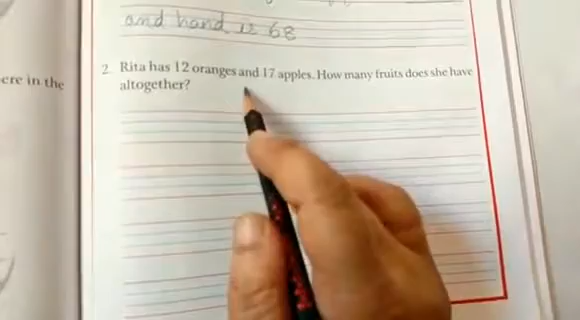 and hand is 68
ere in the
2. Rita has 12 oranges and 17 apples. How many fruits does she have
altogether?